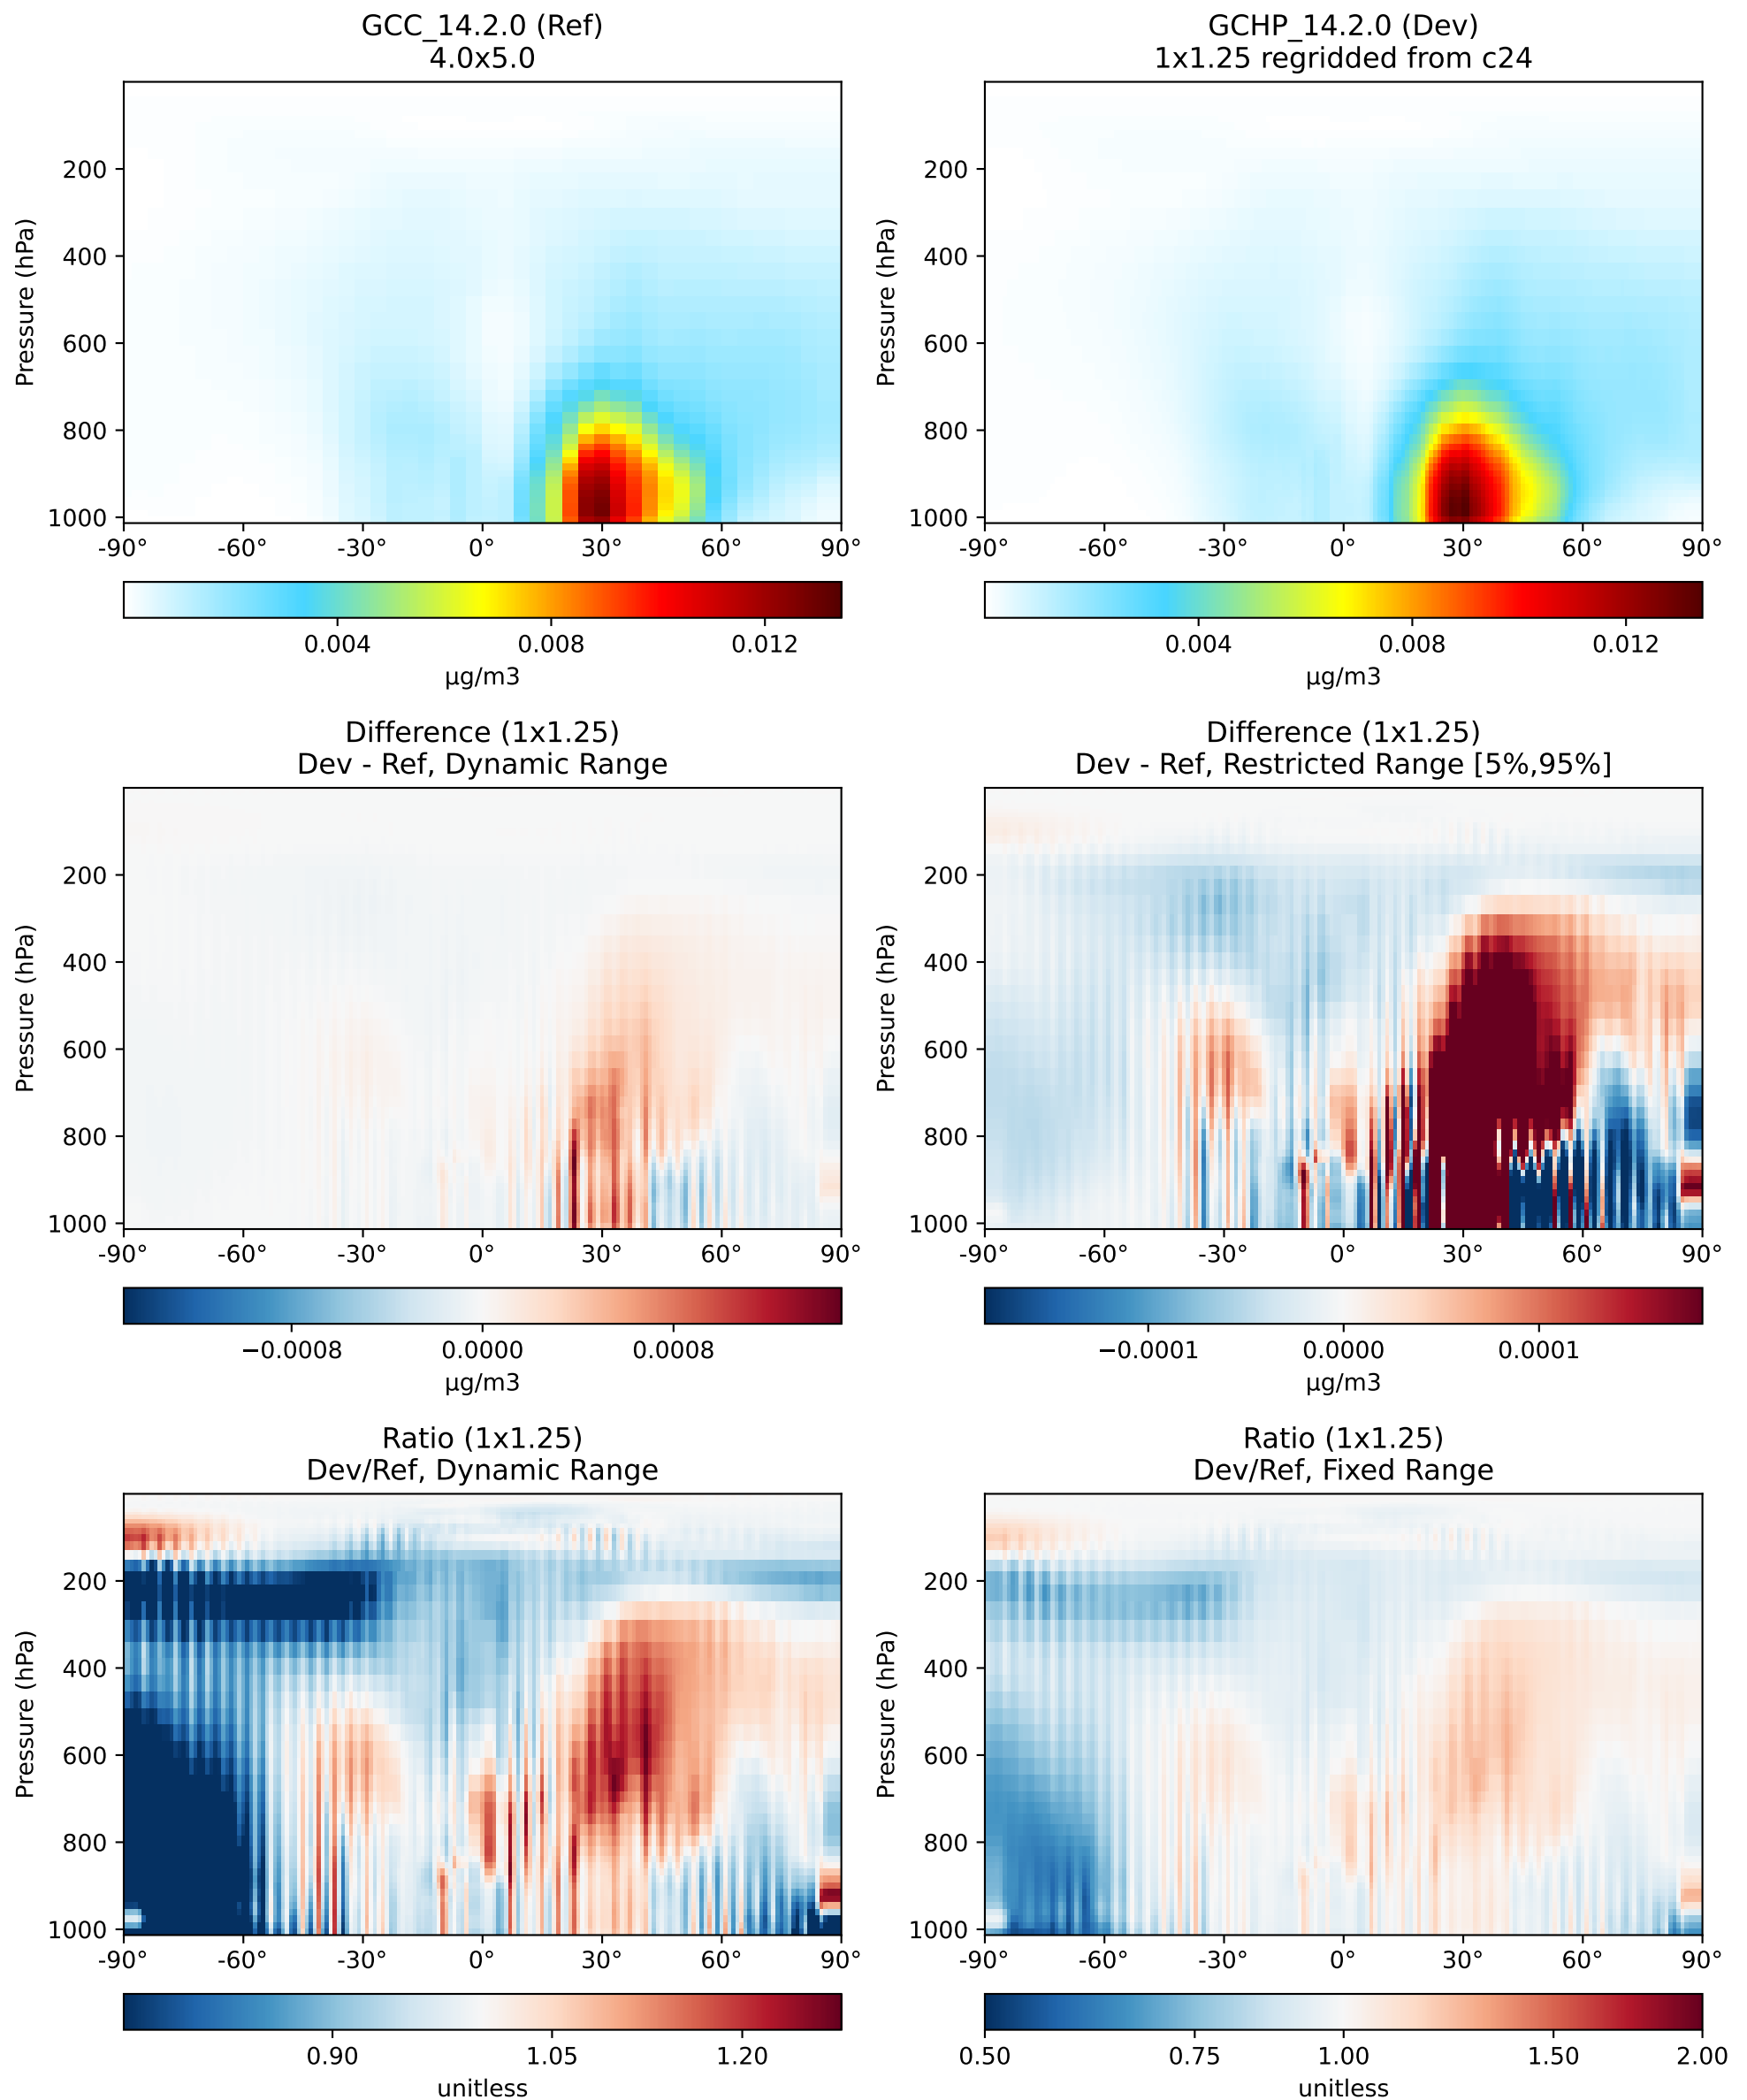 GCC_14.2.0 (Ref)
4.0x5.0
GCHP_14.2.0 (Dev)
1x1.25 regridded from c24
Pressure (hPa)
200
400
600
800
1000
-90° -60° -30° 0° 30° 60° 90°
0.004 0.008 0.012
µg/m3
Pressure (hPa)
200
400
600
800
1000
-90° -60° -30° 0° 30° 60° 90°
0.004 0.008 0.012
µg/m3
Difference (1x1.25)
Dev - Ref, Dynamic Range
Pressure (hPa)
200
400
600
800
1000
-90° -60° -30° 0° 30° 60° 90°
−0.0008 0.0000 0.0008
µg/m3
Difference (1x1.25)
Dev - Ref, Restricted Range [5%,95%]
Pressure (hPa)
200
400
600
800
1000
-90° -60° -30° 0° 30° 60° 90°
−0.0001 0.0000 0.0001
µg/m3
Ratio (1x1.25)
Dev/Ref, Dynamic Range
Pressure (hPa)
200
400
600
800
1000
-90° -60° -30° 0° 30° 60° 90°
0.90 1.05 1.20
unitless
Ratio (1x1.25)
Dev/Ref, Fixed Range
Pressure (hPa)
200
400
600
800
1000
-90° -60° -30° 0° 30° 60° 90°
0.50 0.75 1.00 1.50 2.00
unitless